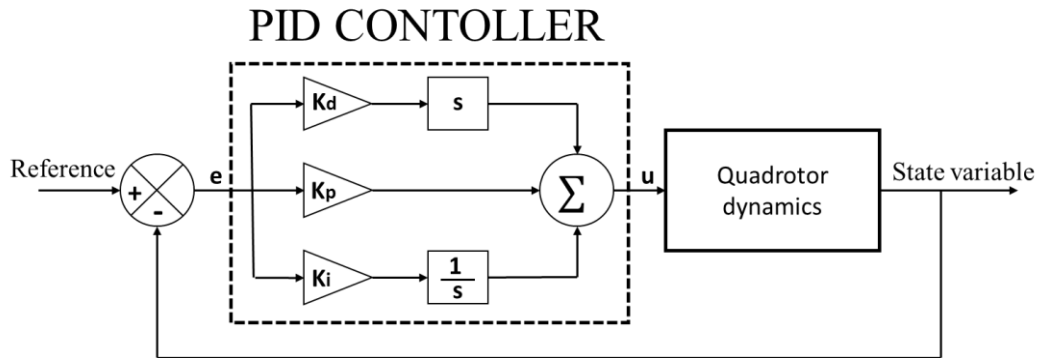 PID CONTOLLER
Kd
s
Reference
+
-
e
Kp
Σ
u
Quadrotor
dynamics
State variable
Ki
1
s